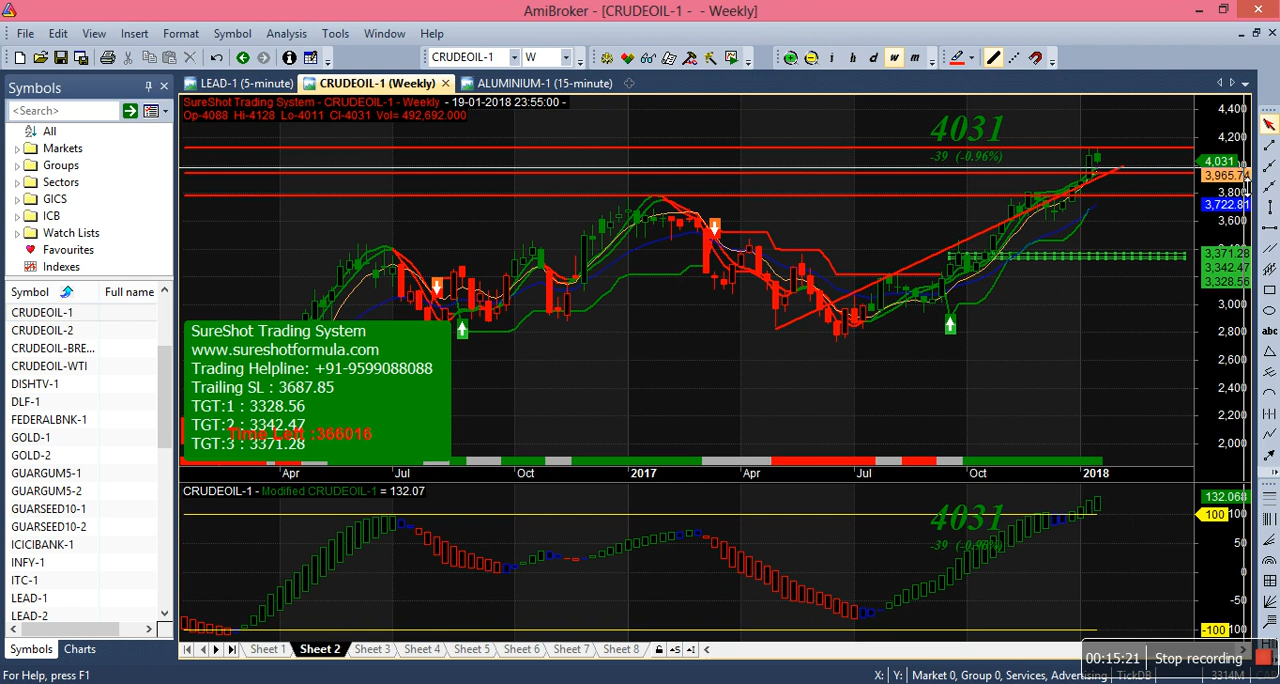 AmiBroker - [CRUDEOIL-1 - - Weekly]
File Edit View Insert Format Symbol Analysis Tools Window Help
CRUDEOIL-1 W i h d w m
Symbols
LEAD-1 (5-minute) CRUDEOIL-1 (Weekly) ALUMINIUM-1 (15-minute)
<Search>
All
Markets
Groups
Sectors
GICS
ICB
Watch Lists
Favourites
Indexes
Symbol Full name
CRUDEOIL-1
CRUDEOIL-2
CRUDEOIL-BRE...
CRUDEOIL-WTI
DISHTV-1
DLF-1
FEDERALBNK-1
GOLD-1
GOLD-2
GUARGUM5-1
GUARGUM5-2
GUARSEED10-1
GUARSEED10-2
ICICIBANK-1
INFY-1
ITC-1
LEAD-1
LEAD-2
Symbols Charts
SureShot Trading System - CRUDEOIL-1 - Weekly - 19-01-2018 23:55:00 -
Op-4088 Hi-4128 Lo-4011 Cl-4031 Vol= 492,692.000
4031
-39 (-0.96%)
4,400
4,200
4,031
3,965.74
3,800
3,722.81
3,600
3,371.28
3,342.47
3,328.56
3,000
2,800
2,600
2,400
2,200
2,000
SureShot Trading System
www.sureshotformula.com
Trading Helpline: +91-9599088088
Trailing SL : 3687.85
TGT:1 : 3328.56
TGT:2 : 3342.47
Time Left :366016
TGT:3 : 3371.28
Apr Jul Oct 2017 Apr Jul Oct 2018
CRUDEOIL-1 - Modified CRUDEOIL-1 = 132.07
4031
-39 (-0.96%)
132.068
100 100
50
0
-50
-100 100
abc
Sheet 1 Sheet 2 Sheet 3 Sheet 4 Sheet 5 Sheet 6 Sheet 7 Sheet 8
00:15:21 Stop recording
For Help, press F1
X: Y: Market 0, Group 0, Services, Advertising TickDB 3314M